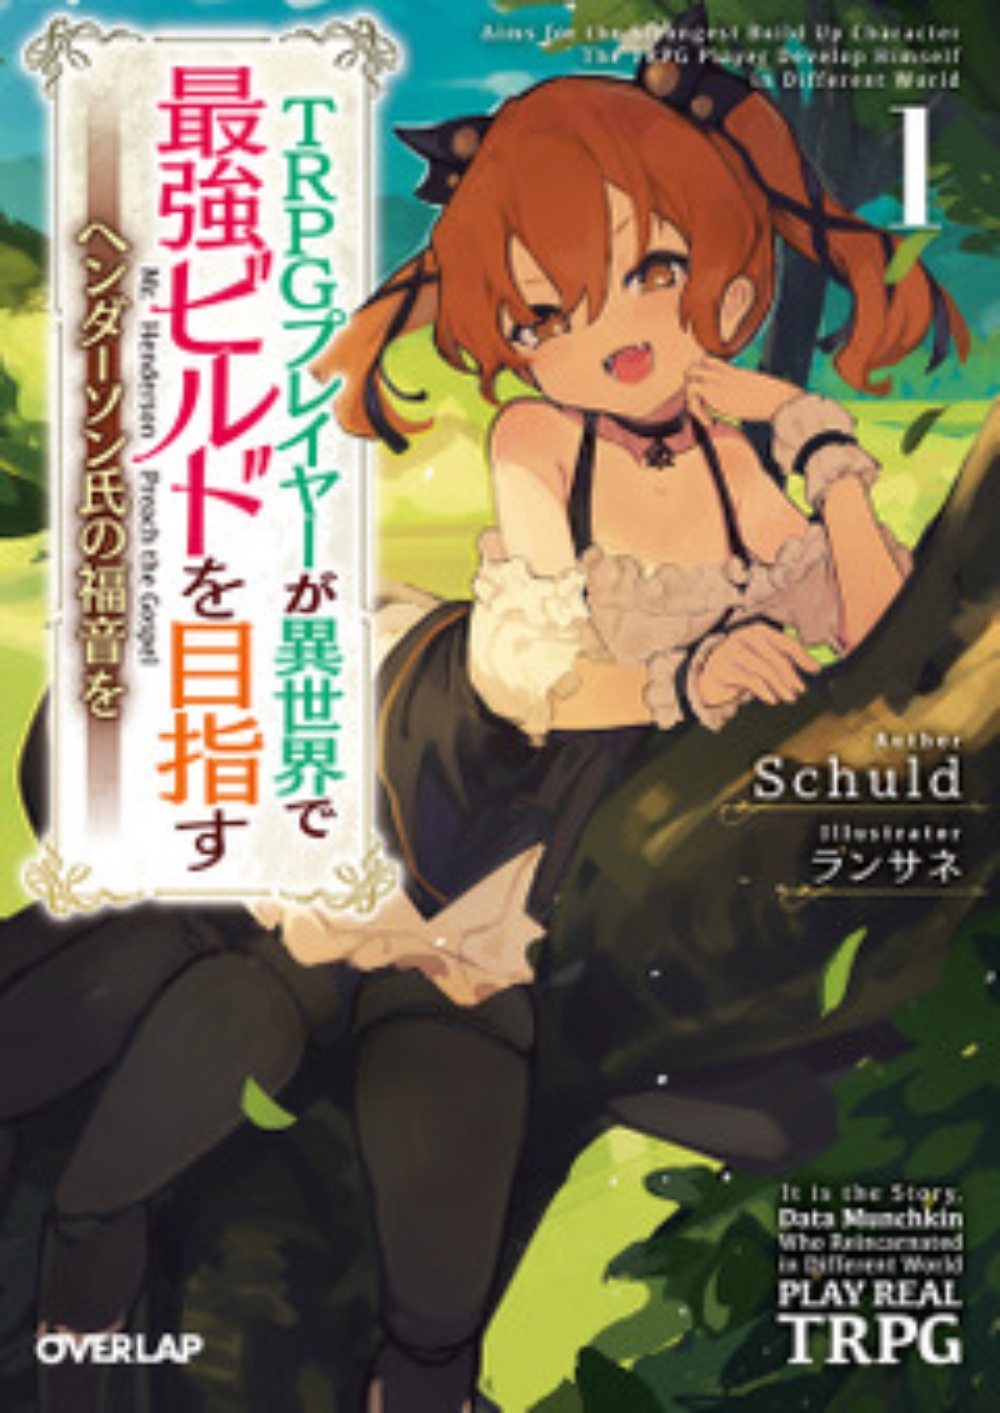 Aims for the Strongest Build Up Character
The TRPG Player Develop Himself
in Different World
1
TRPGプレイヤーが異世界で
最強ビルドを目指す
Mr. Henderson Preach the Gospel
ヘンダーソン氏の福音を
Author
Schuld
Illustrator
ランサネ
It is the Story,
Data Munchkin
Who Reincarnated
in Different World
PLAY REAL
TRPG
OVERLAP